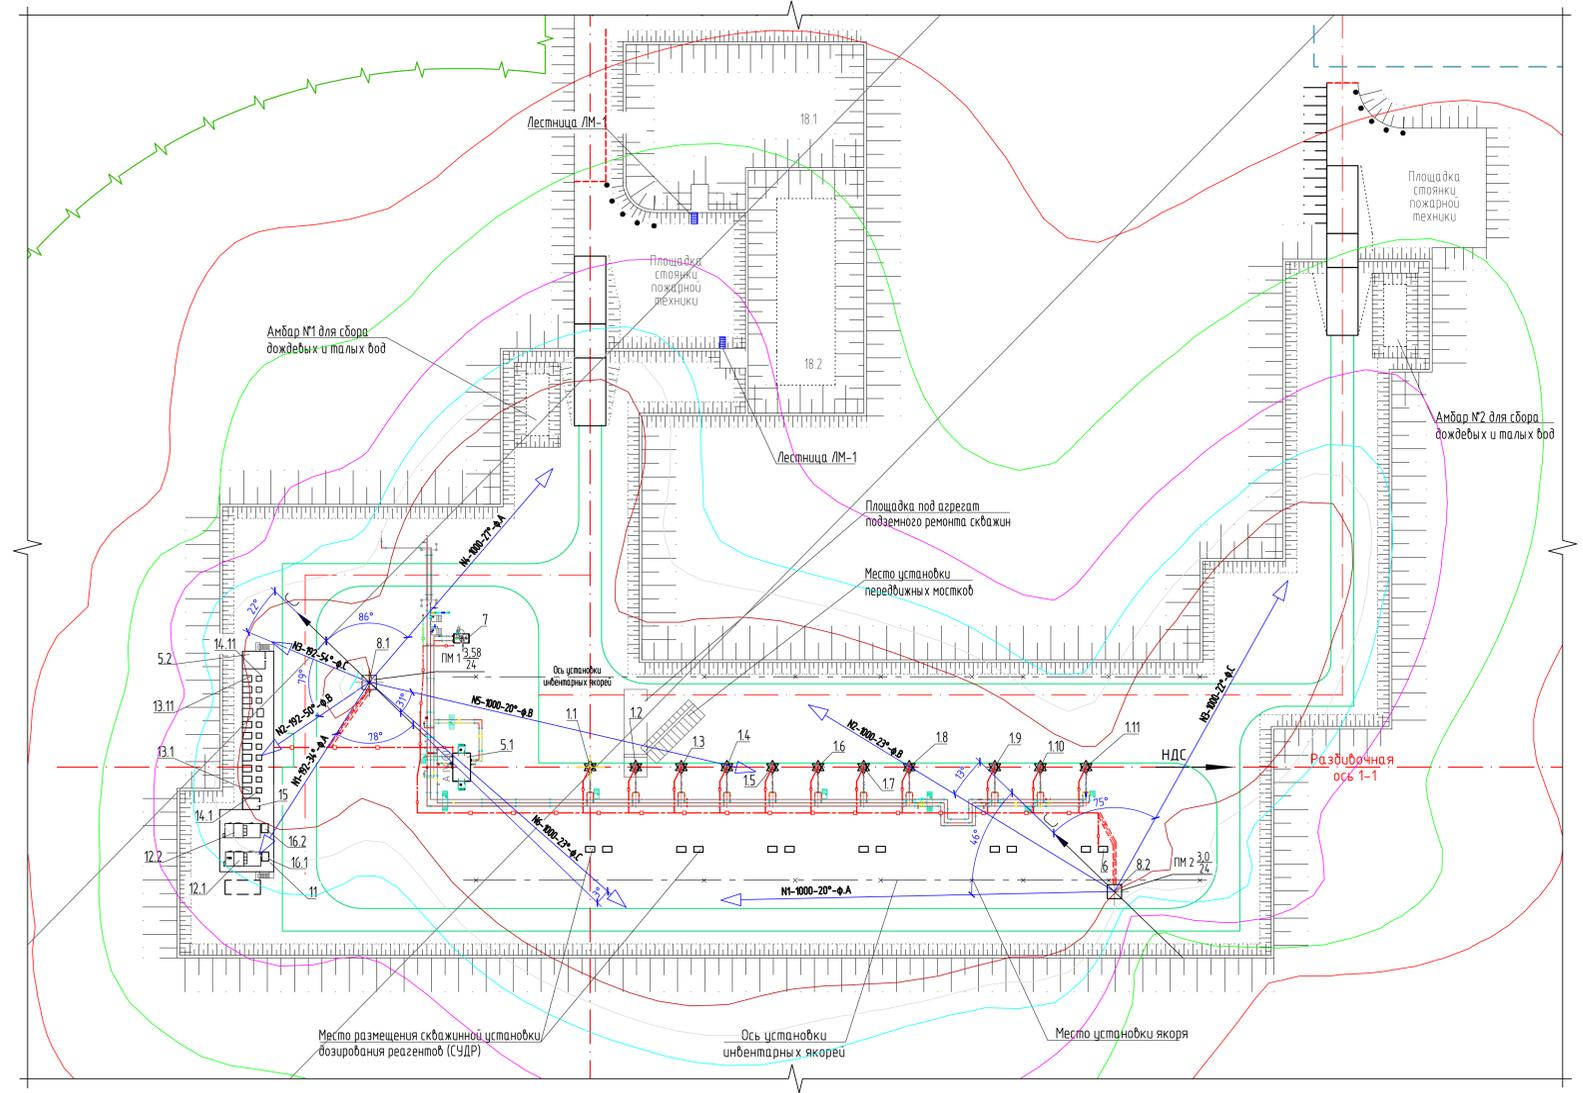 18.1
Лестница ЛМ-1
Площадка
стоянки
пожарной
техники
Площадка
стоянки
пожарной
техники
Амбар №1 для сбора
дождевых и талых вод
18.2
Амбар №2 для сбора
дождевых и талых вод
Лестница ЛМ-1
Площадка под агрегат
подземного ремонта скважин
Место установки
передвижных мостков
N4-1000-27°-ф.А
22°
86°
7
8.1
14.11
5.2
N3-192-54°-ф.С
ПМ 1 3,58
24
79°
31°
13.11
N2-192-50°-ф.В
78°
N1-192-34°-ф.А
Ось установки
инвентарных якорей
N5-1000-20°-ф.В
N3-1000-22°-ф.С
N2-1000-23°-ф.В
1.1
1.2
1.3
1.4
1.5
1.6
1.7
1.8
1.9
1.10
1.11
5.1
13.1
НДС
Разбивочная
ось 1-1
13°
75°
46°
15
14.1
16.2
12.2
16.1
12.1
11
N6-1000-23°-ф.С
3°
6
8.2
ПМ 2 3,0
24
N1-1000-20°-ф.А
Место размещения скважинной установки
дозирования реагентов (СУДР)
Ось установки
инвентарных якорей
Место установки якоря